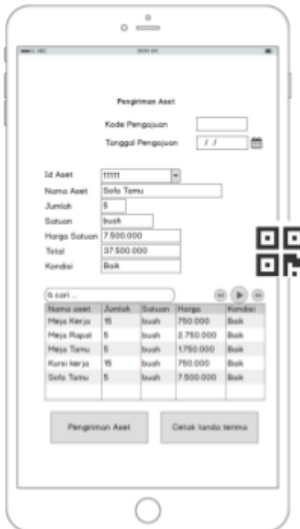 ABC
Pengiriman Aset
Kode Pengajuan
Tanggal Pengajuan / /
Id Aset 11111
Nama Aset Sofa Tamu
Jumlah 5
Satuan buah
Harga Satuan 7.500.000
Total 37.500.000
Kondisi Baik
cari ..
Nama aset Jumlah Satuan Harga Kondisi
Meja Kerja 15 buah 750.000 Baik
Meja Rapat 5 buah 2.750.000 Baik
Meja Tamu 5 buah 1.750.000 Baik
Kursi kerja 15 buah 750.000 Baik
Sofa Tamu 5 buah 7.500.000 Baik
Pengiriman Aset Cetak tanda terima